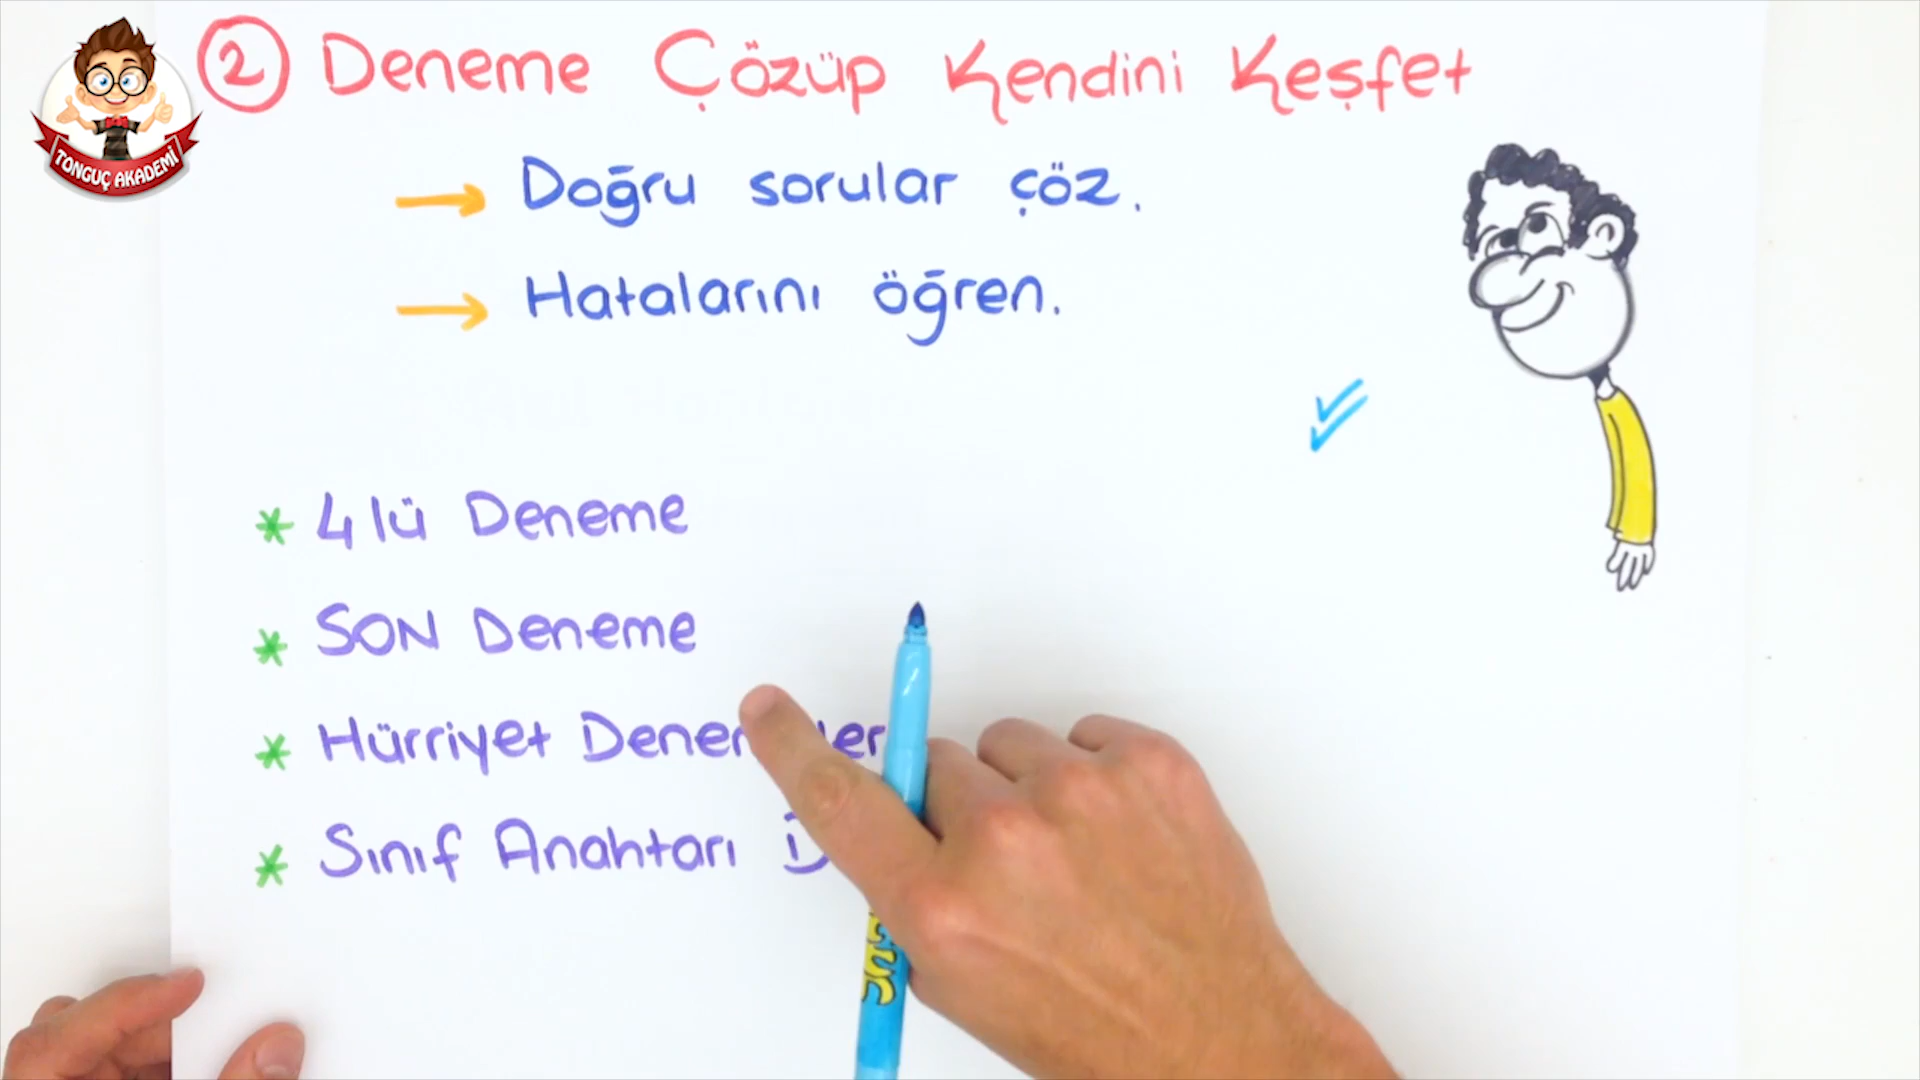 TONGUÇ AKADEMİ
2 Deneme Çözüp Kendini Keşfet
→ Doğru sorular çöz.
→ Hatalarını öğren.
* 4lü Deneme
* SON Deneme
* Hürriyet
* Sınıf Anahtarı